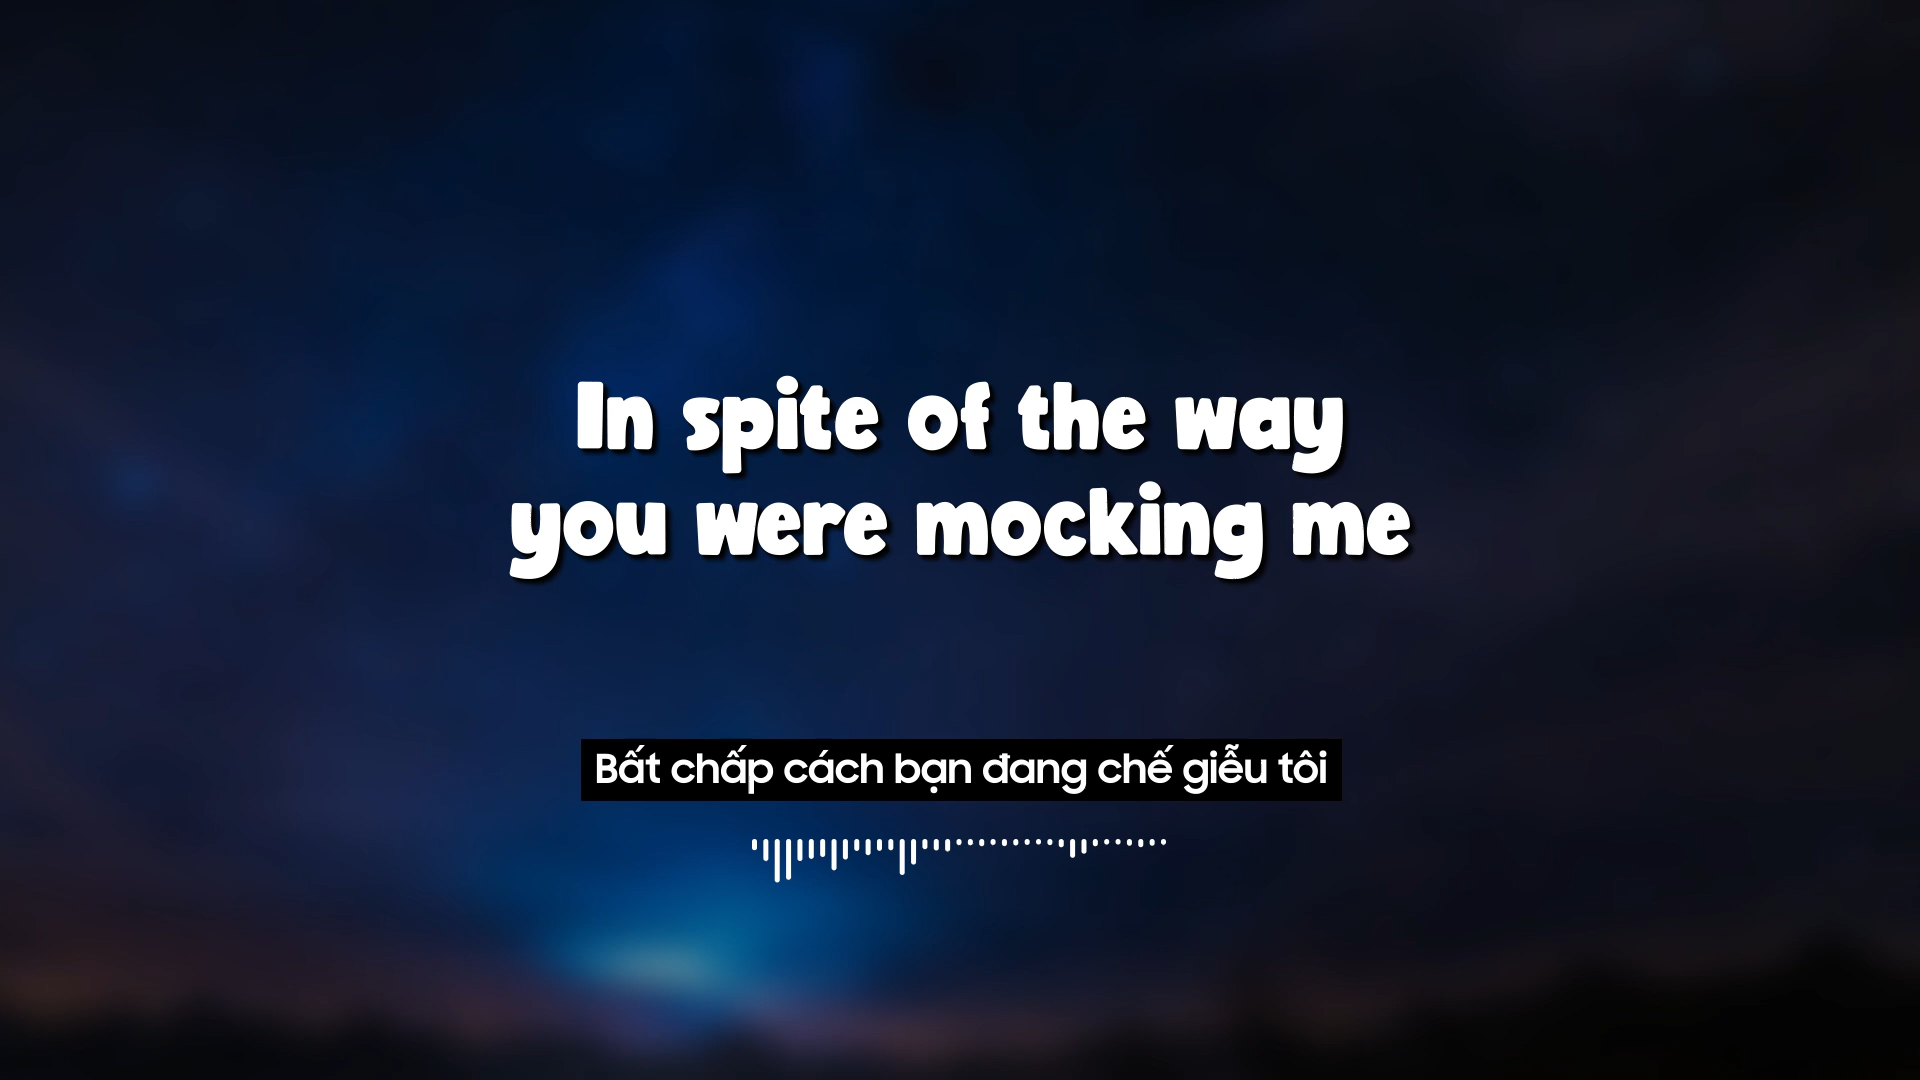 In spite of the way
you were mocking me
Bất chấp cách bạn đang chế giễu tôi